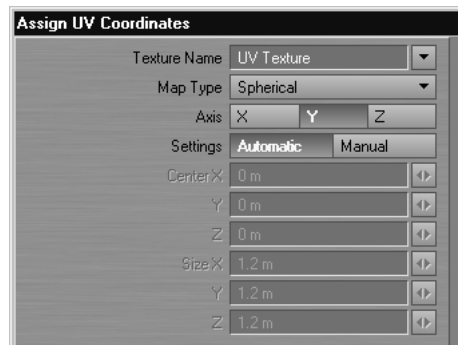 Assign UV Coordinates
Texture Name UV Texture
Map Type Spherical
Axis X Y Z
Settings Automatic Manual
Center X 0 m
Y 0 m
Z 0 m
Size X 1.2 m
Y 1.2 m
Z 1.2 m